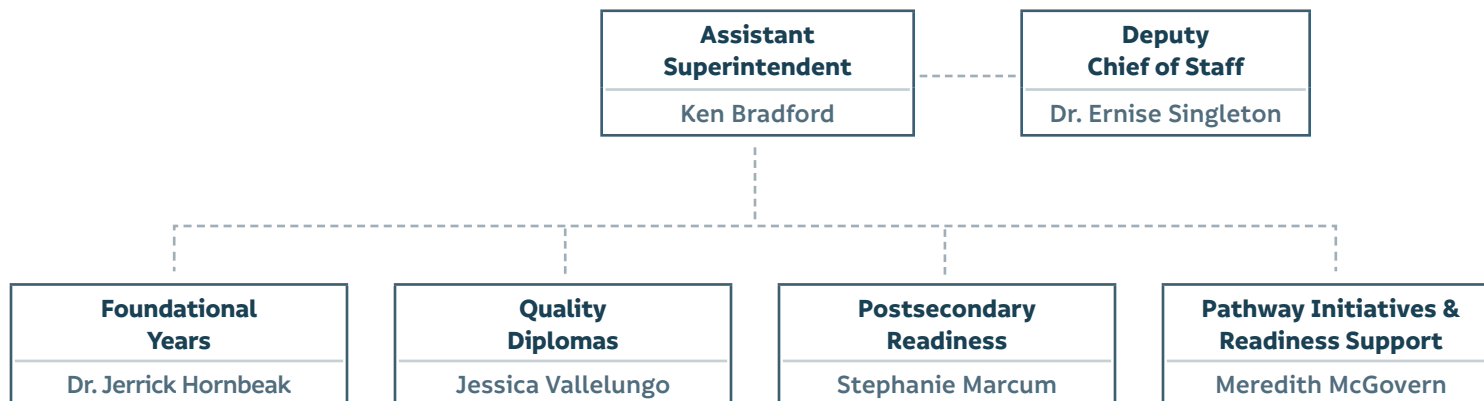 Assistant
Superintendent
Ken Bradford
Deputy
Chief of Staff
Dr. Ernise Singleton
Foundational
Years
Dr. Jerrick Hornbeak
Quality
Diplomas
Jessica Vallelungo
Postsecondary
Readiness
Stephanie Marcum
Pathway Initiatives &
Readiness Support
Meredith McGovern